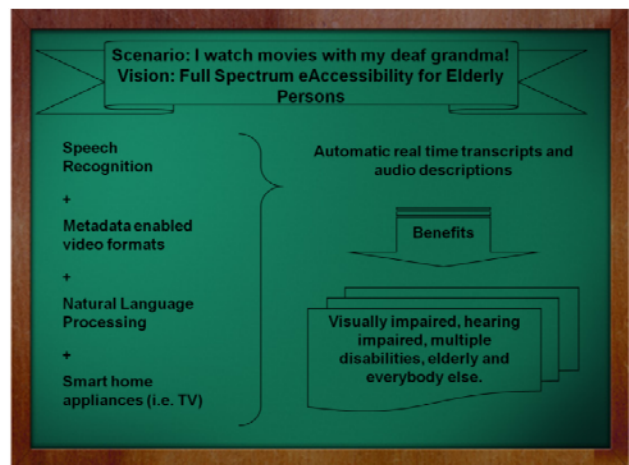 Scenario: I watch movies with my deaf grandma!
Vision: Full Spectrum eAccessibility for Elderly
Persons
Speech
Recognition
+
Metadata enabled
video formats
+
Natural Language
Processing
+
Smart home
appliances (i.e. TV)
Automatic real time transcripts and
audio descriptions
Benefits
Visually impaired, hearing
impaired, multiple
disabilities, elderly and
everybody else.